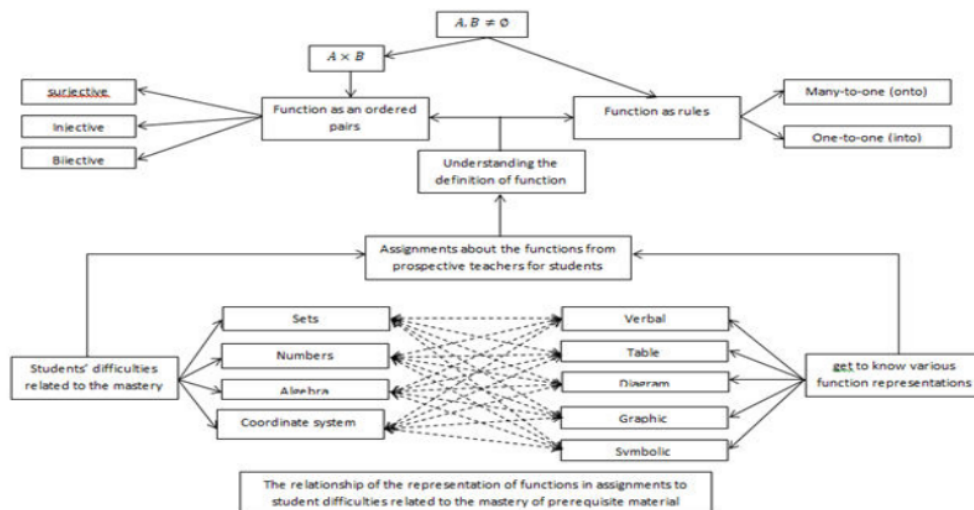 A, B ≠ ∅
A × B
surjective
Injective
Bijective
Function as an ordered
pairs
Function as rules
Many-to-one (onto)
One-to-one (into)
Understanding the
definition of function
Assignments about the functions from
prospective teachers for students
Students' difficulties
related to the mastery
Sets
Numbers
Algebra
Coordinate system
Verbal
Table
Diagram
Graphic
Symbolic
get to know various
function representations
The relationship of the representation of functions in assignments to
student difficulties related to the mastery of prerequisite material